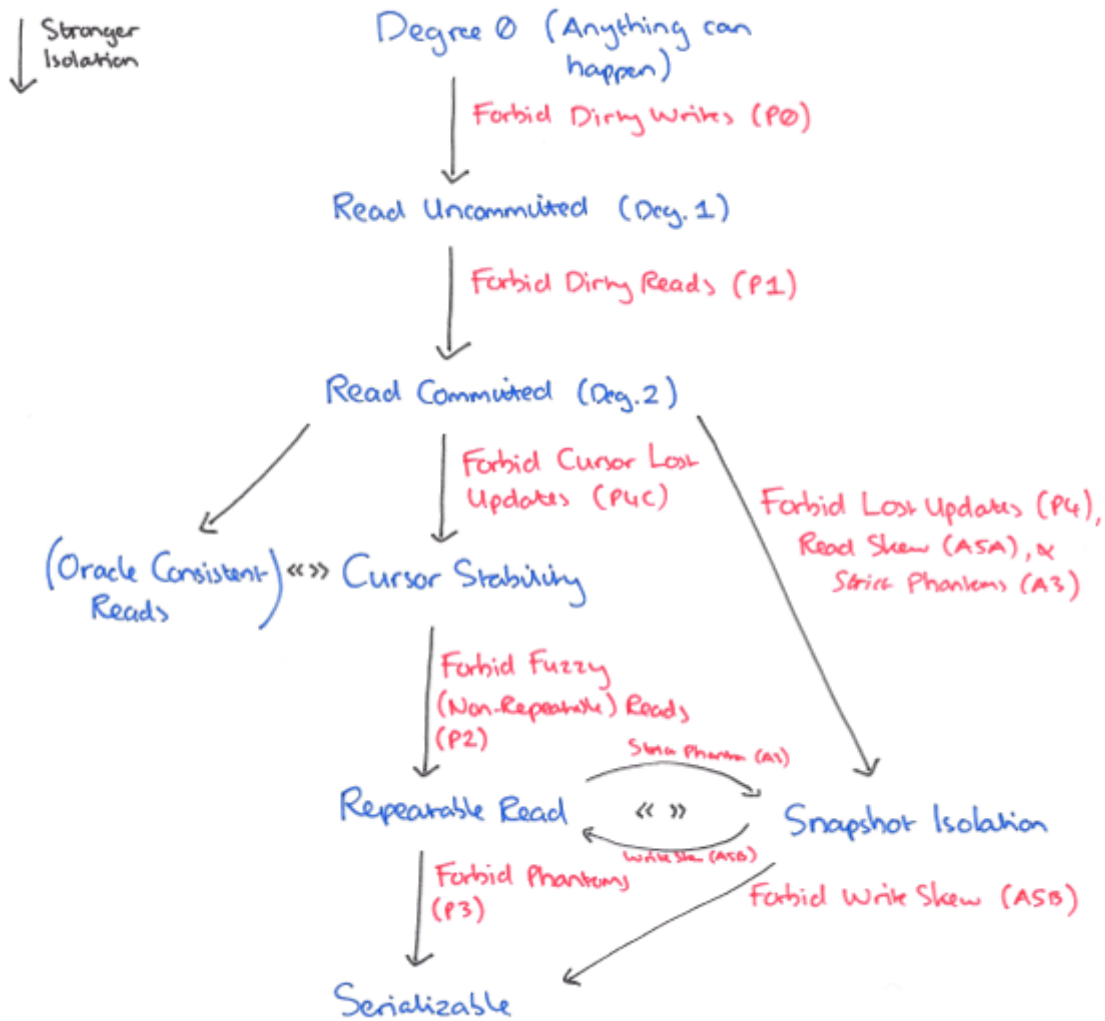 Stronger
Isolation
Degree 0 (Anything can
happen)
Forbid Dirty Writes (P0)
Read Uncommitted (Deg. 1)
Forbid Dirty Reads (P1)
Read Committed (Deg. 2)
Forbid Cursor Lost
Updates (P4C)
Forbid Lost Updates (P4),
Read Skew (A5A), &
Strict Phantoms (A3)
(Oracle Consistent
Reads)
«»
Cursor Stability
Forbid Fuzzy
(Non-Repeatable) Reads
(P2)
Strict Phantom (A3)
Repeatable Read
« »
Snapshot Isolation
Write Skew (A5B)
Forbid Phantoms
(P3)
Forbid Write Skew (A5B)
Serializable